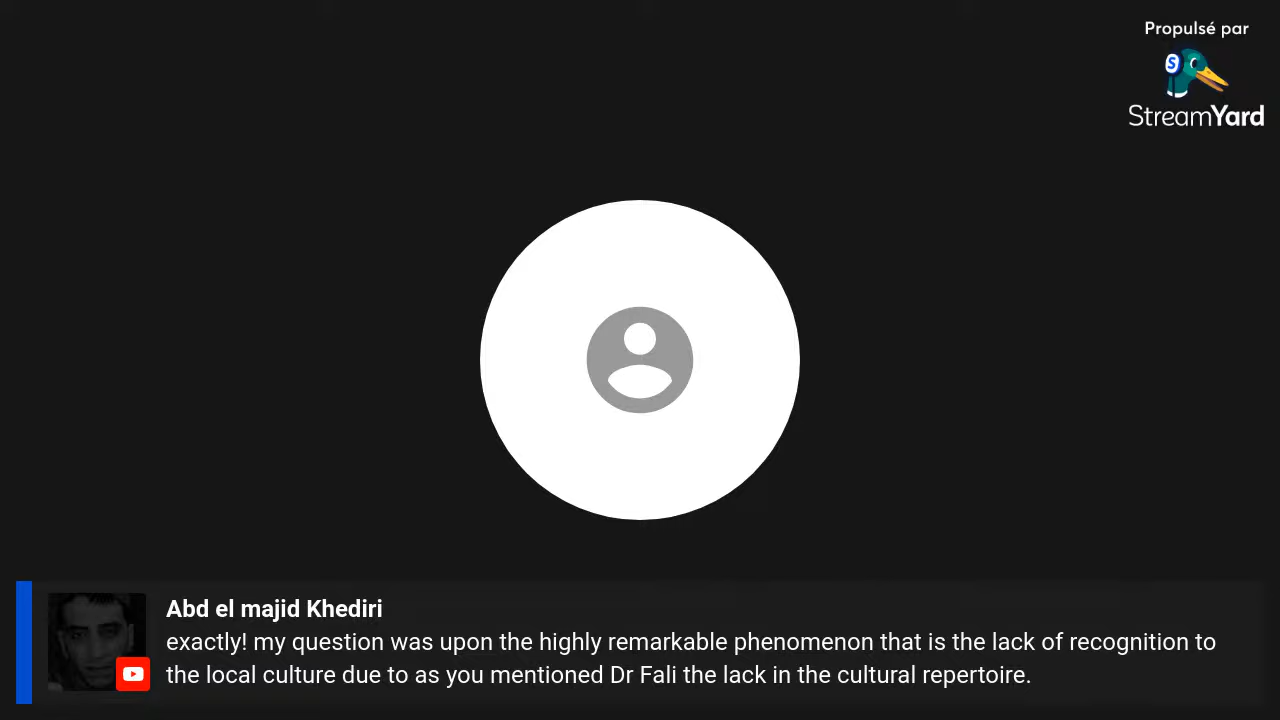 Propulsé par
S
StreamYard
Abd el majid Khediri
exactly! my question was upon the highly remarkable phenomenon that is the lack of recognition to
the local culture due to as you mentioned Dr Fali the lack in the cultural repertoire.